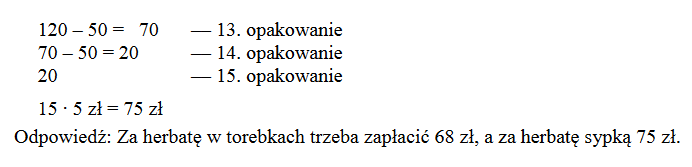 120 – 50 = 70 — 13. opakowanie
70 – 50 = 20 — 14. opakowanie
20 — 15. opakowanie
15 · 5 zł = 75 zł
Odpowiedź: Za herbatę w torebkach trzeba zapłacić 68 zł, a za herbatę sypką 75 zł.